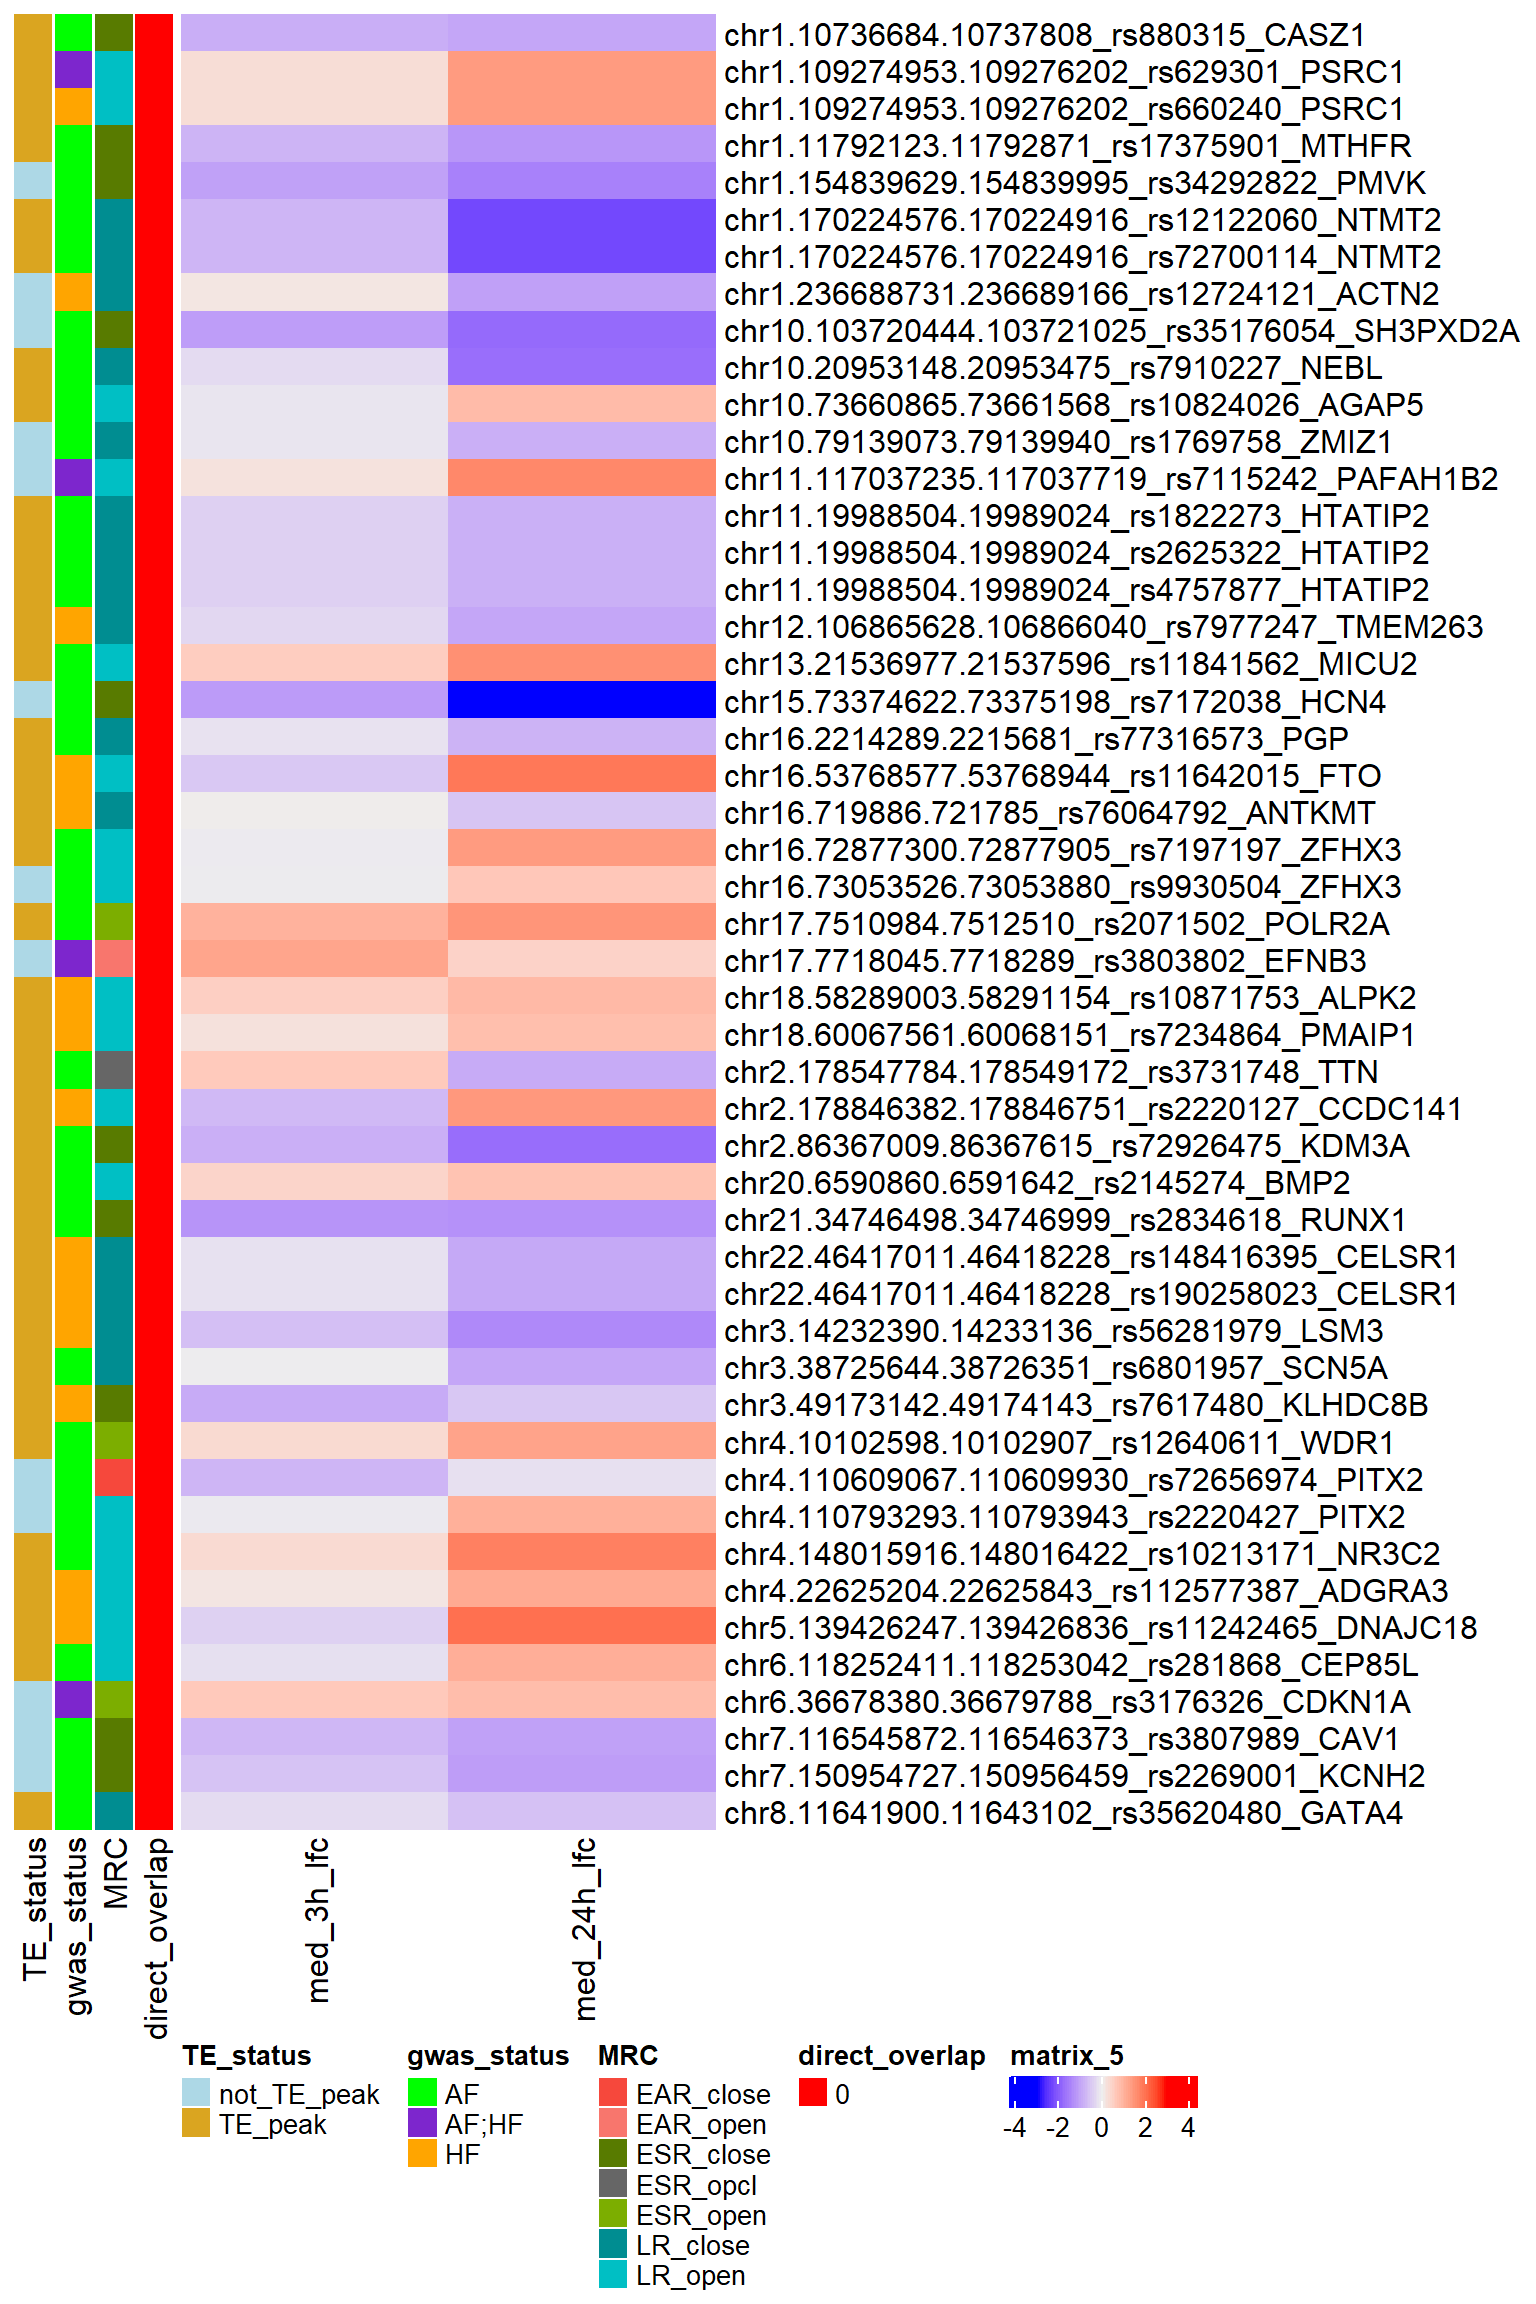 chr1.10736684.10737808_rs880315_CASZ1
chr1.109274953.109276202_rs629301_PSRC1
chr1.109274953.109276202_rs660240_PSRC1
chr1.11792123.11792871_rs17375901_MTHFR
chr1.154839629.154839995_rs34292822_PMVK
chr1.170224576.170224916_rs12122060_NTMT2
chr1.170224576.170224916_rs72700114_NTMT2
chr1.236688731.236689166_rs12724121_ACTN2
chr10.103720444.103721025_rs35176054_SH3PXD2A
chr10.20953148.20953475_rs7910227_NEBL
chr10.73660865.73661568_rs10824026_AGAP5
chr10.79139073.79139940_rs1769758_ZMIZ1
chr11.117037235.117037719_rs7115242_PAFAH1B2
chr11.19988504.19989024_rs1822273_HTATIP2
chr11.19988504.19989024_rs2625322_HTATIP2
chr11.19988504.19989024_rs4757877_HTATIP2
chr12.106865628.106866040_rs7977247_TMEM263
chr13.21536977.21537596_rs11841562_MICU2
chr15.73374622.73375198_rs7172038_HCN4
chr16.2214289.2215681_rs77316573_PGP
chr16.53768577.53768944_rs11642015_FTO
chr16.719886.721785_rs76064792_ANTKMT
chr16.72877300.72877905_rs7197197_ZFHX3
chr16.73053526.73053880_rs9930504_ZFHX3
chr17.7510984.7512510_rs2071502_POLR2A
chr17.7718045.7718289_rs3803802_EFNB3
chr18.58289003.58291154_rs10871753_ALPK2
chr18.60067561.60068151_rs7234864_PMAIP1
chr2.178547784.178549172_rs3731748_TTN
chr2.178846382.178846751_rs2220127_CCDC141
chr2.86367009.86367615_rs72926475_KDM3A
chr20.6590860.6591642_rs2145274_BMP2
chr21.34746498.34746999_rs2834618_RUNX1
chr22.46417011.46418228_rs148416395_CELSR1
chr22.46417011.46418228_rs190258023_CELSR1
chr3.14232390.14233136_rs56281979_LSM3
chr3.38725644.38726351_rs6801957_SCN5A
chr3.49173142.49174143_rs7617480_KLHDC8B
chr4.10102598.10102907_rs12640611_WDR1
chr4.110609067.110609930_rs72656974_PITX2
chr4.110793293.110793943_rs2220427_PITX2
chr4.148015916.148016422_rs10213171_NR3C2
chr4.22625204.22625843_rs112577387_ADGRA3
chr5.139426247.139426836_rs11242465_DNAJC18
chr6.118252411.118253042_rs281868_CEP85L
chr6.36678380.36679788_rs3176326_CDKN1A
chr7.116545872.116546373_rs3807989_CAV1
chr7.150954727.150956459_rs2269001_KCNH2
chr8.11641900.11643102_rs35620480_GATA4
TE_status
gwas_status
MRC
direct_overlap
med_3h_lfc
med_24h_lfc
TE_status
not_TE_peak
TE_peak
gwas_status
AF
AF;HF
HF
MRC
EAR_close
EAR_open
ESR_close
ESR_opcl
ESR_open
LR_close
LR_open
direct_overlap
0
matrix_5
-4 -2 0 2 4